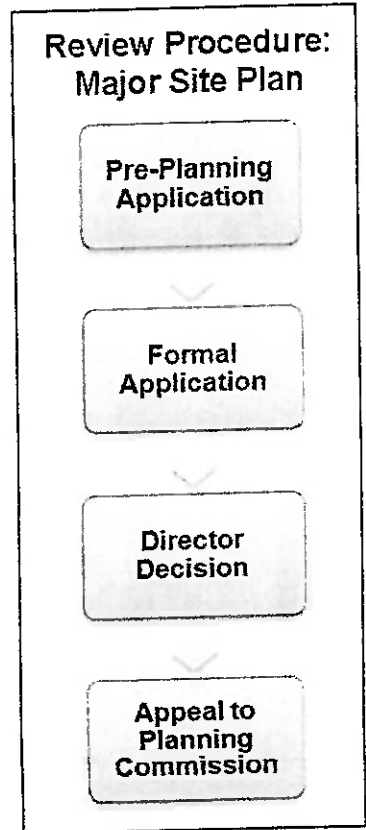 Review Procedure:
Major Site Plan
Pre-Planning
Application
Formal
Application
Director
Decision
Appeal to
Planning
Commission